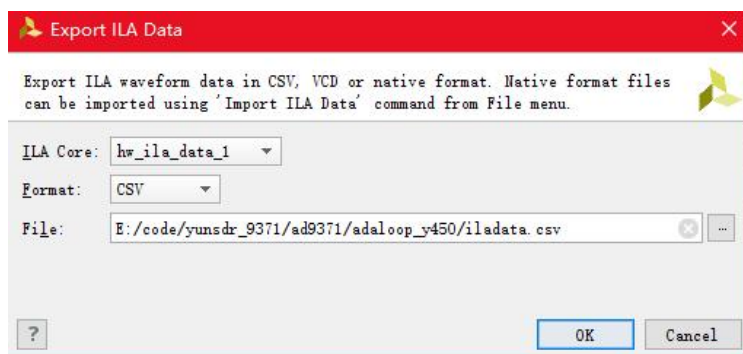 Export ILA Data
Export ILA waveform data in CSV, VCD or native format. Native format files
can be imported using 'Import ILA Data' command from File menu.
ILA Core: hw_ila_data_1
Format: CSV
File: E:/code/yunsdr_9371/ad9371/adaloop_y450/iladata.csv ...
? OK Cancel